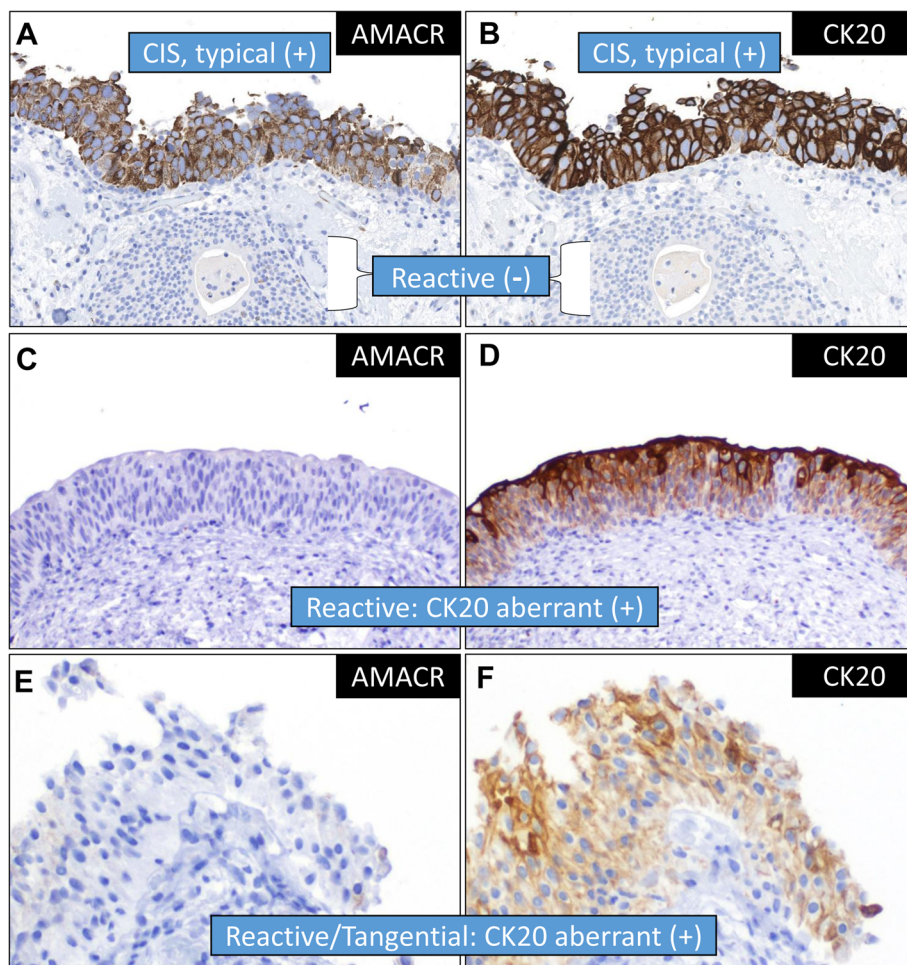 A
CIS, typical (+)
AMACR
B
CIS, typical (+)
CK20
Reactive (-)
C
AMACR
D
CK20
Reactive: CK20 aberrant (+)
E
AMACR
F
CK20
Reactive/Tangential: CK20 aberrant (+)